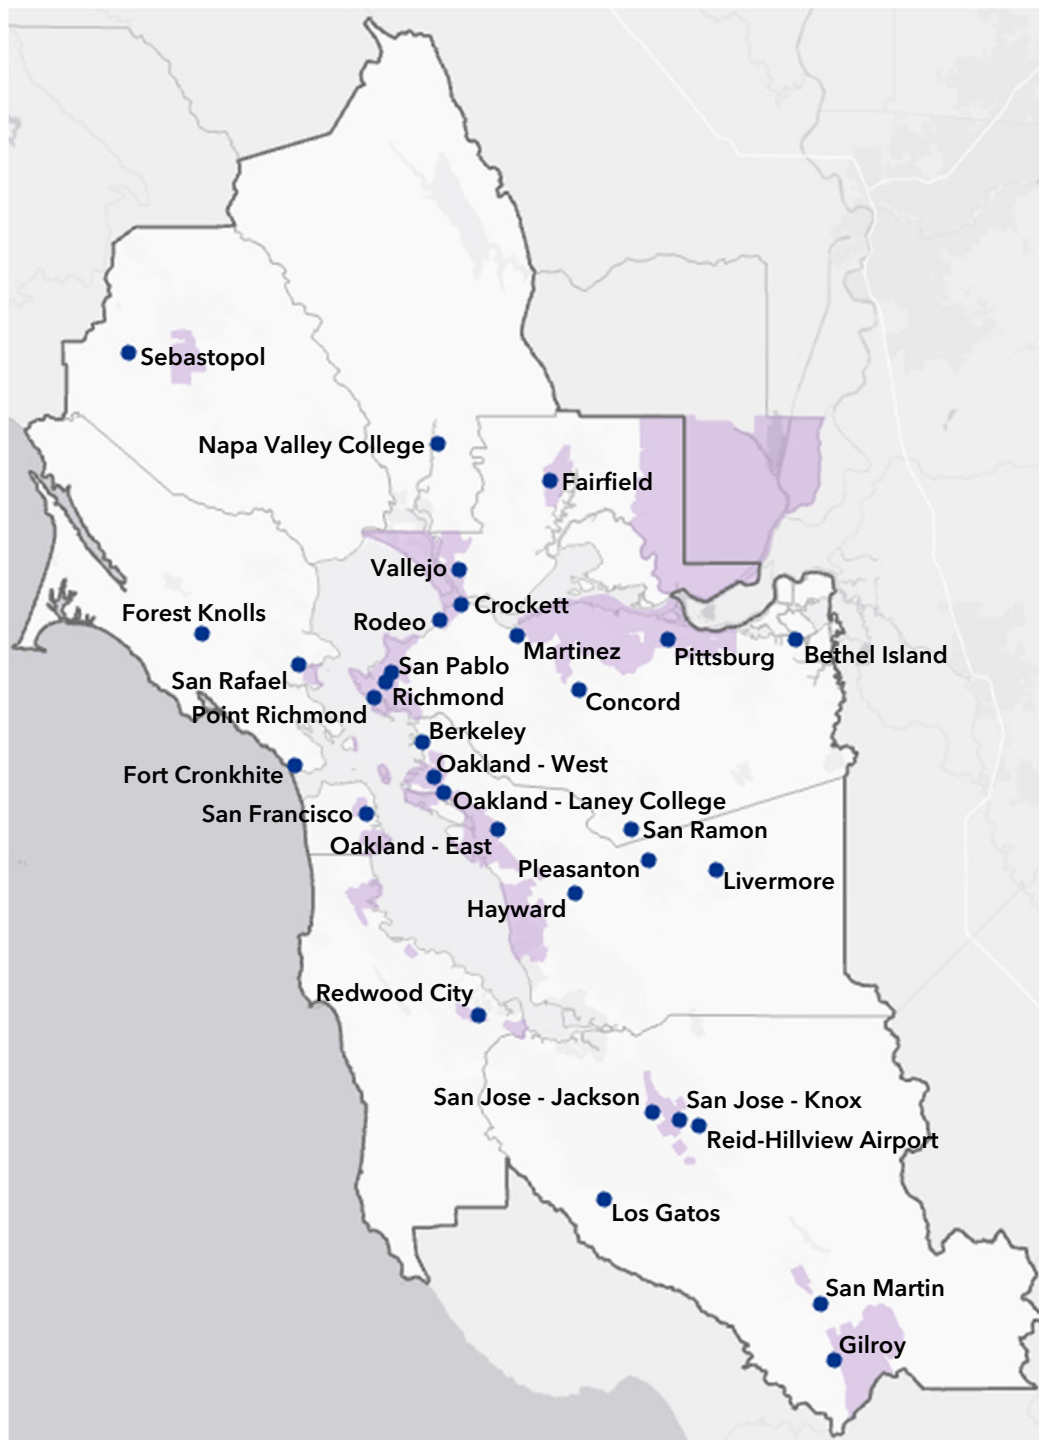 Sebastopol
Napa Valley College
Fairfield
Vallejo
Crockett
Forest Knolls
Rodeo
Martinez
Pittsburg
Bethel Island
San Pablo
San Rafael
Richmond
Concord
Point Richmond
Berkeley
Oakland - West
Fort Cronkhite
Oakland - Laney College
San Francisco
San Ramon
Oakland - East
Pleasanton
Livermore
Hayward
Redwood City
San Jose - Jackson
San Jose - Knox
Reid-Hillview Airport
Los Gatos
San Martin
Gilroy